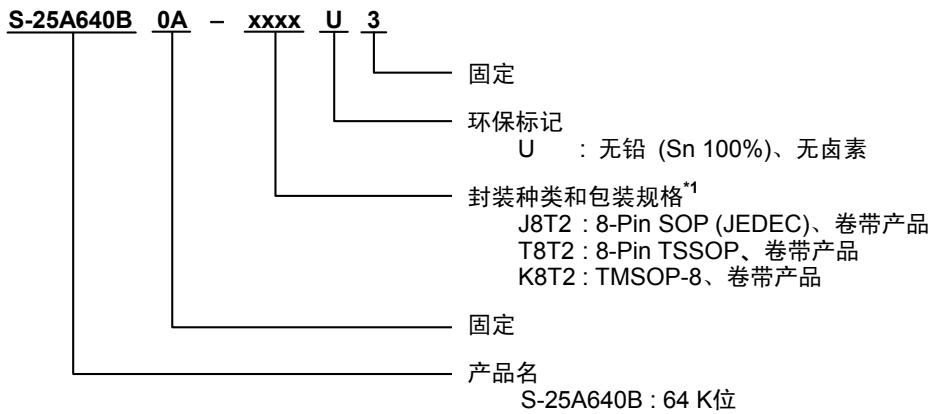 S-25A640B 0A – xxxx U 3
固定
环保标记
U : 无铅 (Sn 100%)、无卤素
封装种类和包装规格*1
J8T2 : 8-Pin SOP (JEDEC)、卷带产品
T8T2 : 8-Pin TSSOP、卷带产品
K8T2 : TMSOP-8、卷带产品
固定
产品名
S-25A640B : 64 K位